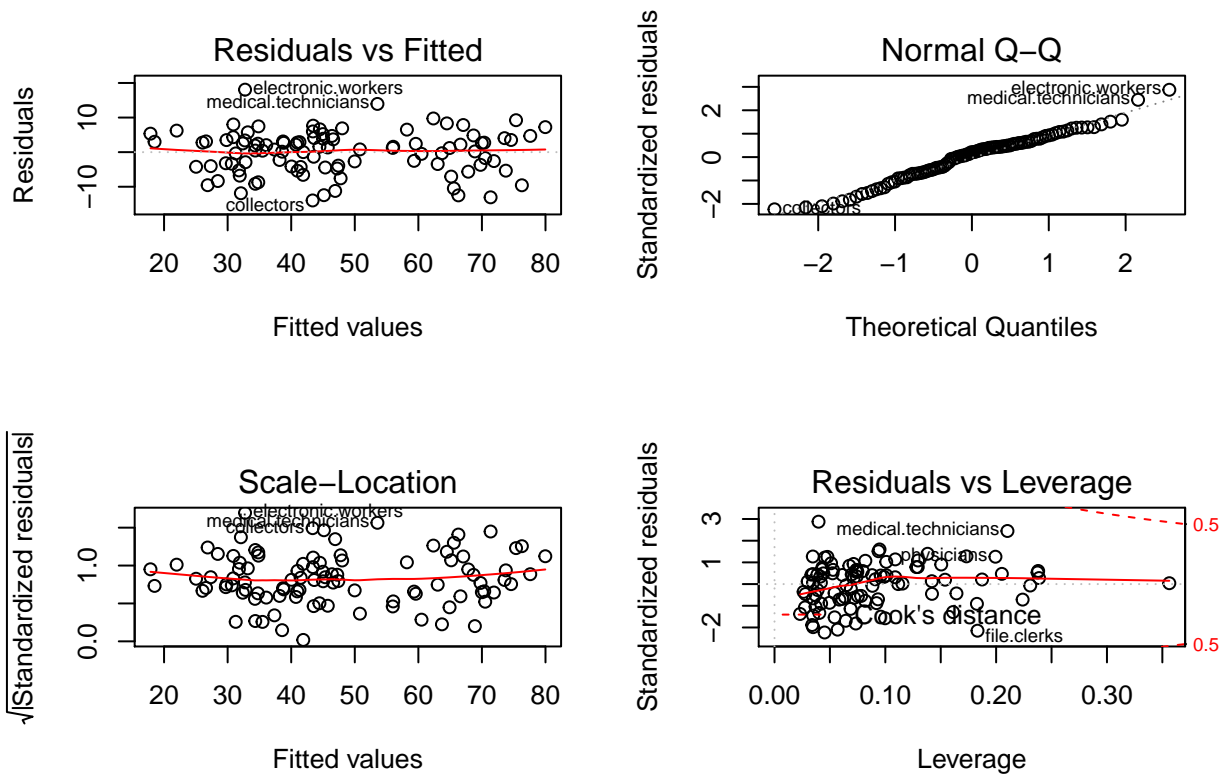 Residuals vs Fitted
Residuals
10
−10
electronic.workers
medical.technicians
collectors
20 30 40 50 60 70 80
Fitted values
Normal Q−Q
Standardized residuals
2
0
−2
electronic.workers
medical.technicians
collectors
−2 −1 0 1 2
Theoretical Quantiles
Scale−Location
√|Standardized residuals|
1.0
0.0
electronic.workers
medical.technicians
collectors
20 30 40 50 60 70 80
Fitted values
Residuals vs Leverage
Standardized residuals
3
1
−2
medical.technicians
physicians
Cook's distance
file.clerks
0.5
0.5
0.00 0.10 0.20 0.30
Leverage